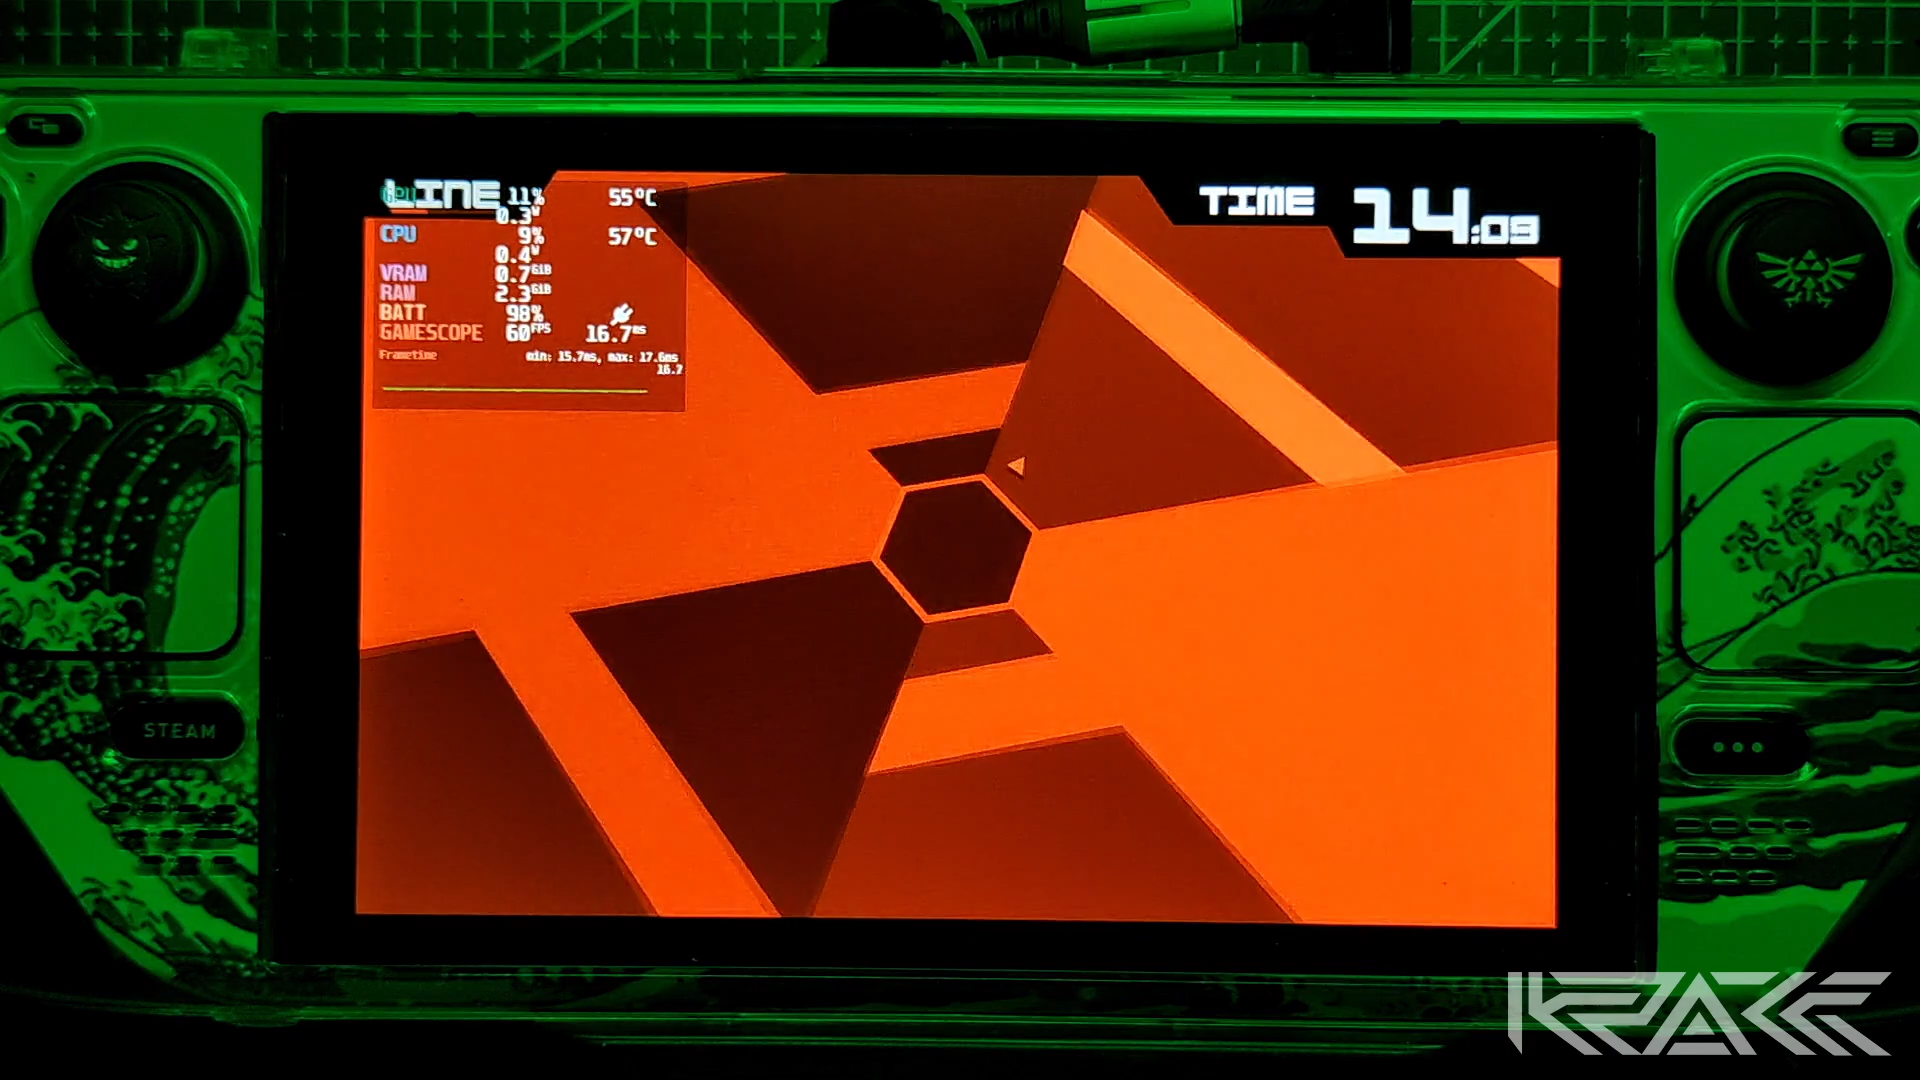 LINE
TIME 14:09
GPU 11% 55°C
0.3W
CPU 9% 57°C
0.4W
VRAM 0.7GiB
RAM 2.3GiB
BATT 98%
GAMESCOPE 60FPS 16.7ms
Frametime min: 15.7ms, max: 17.6ms
16.7
STEAM